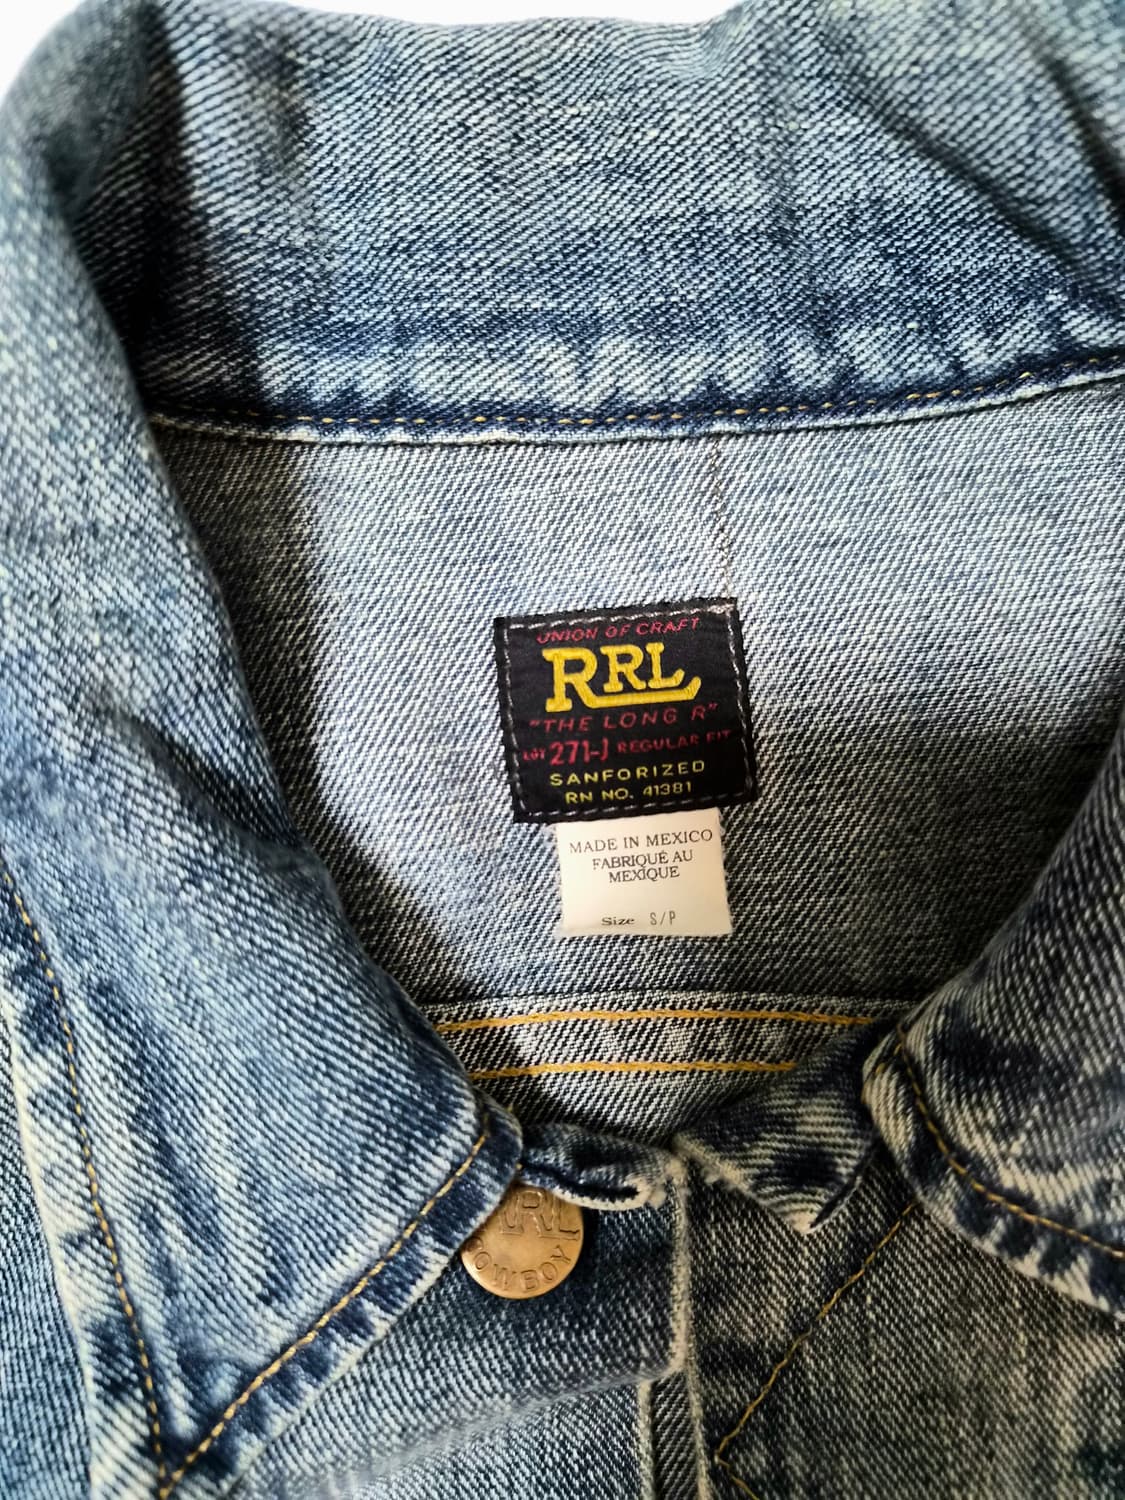 UNION OF CRAFT
RRL
"THE LONG R"
LOT 271-J REGULAR FIT
SANFORIZED
RN NO. 41381
MADE IN MEXICO
FABRIQUÉ AU
MEXIQUE
Size S/P
RRL
COWBOY